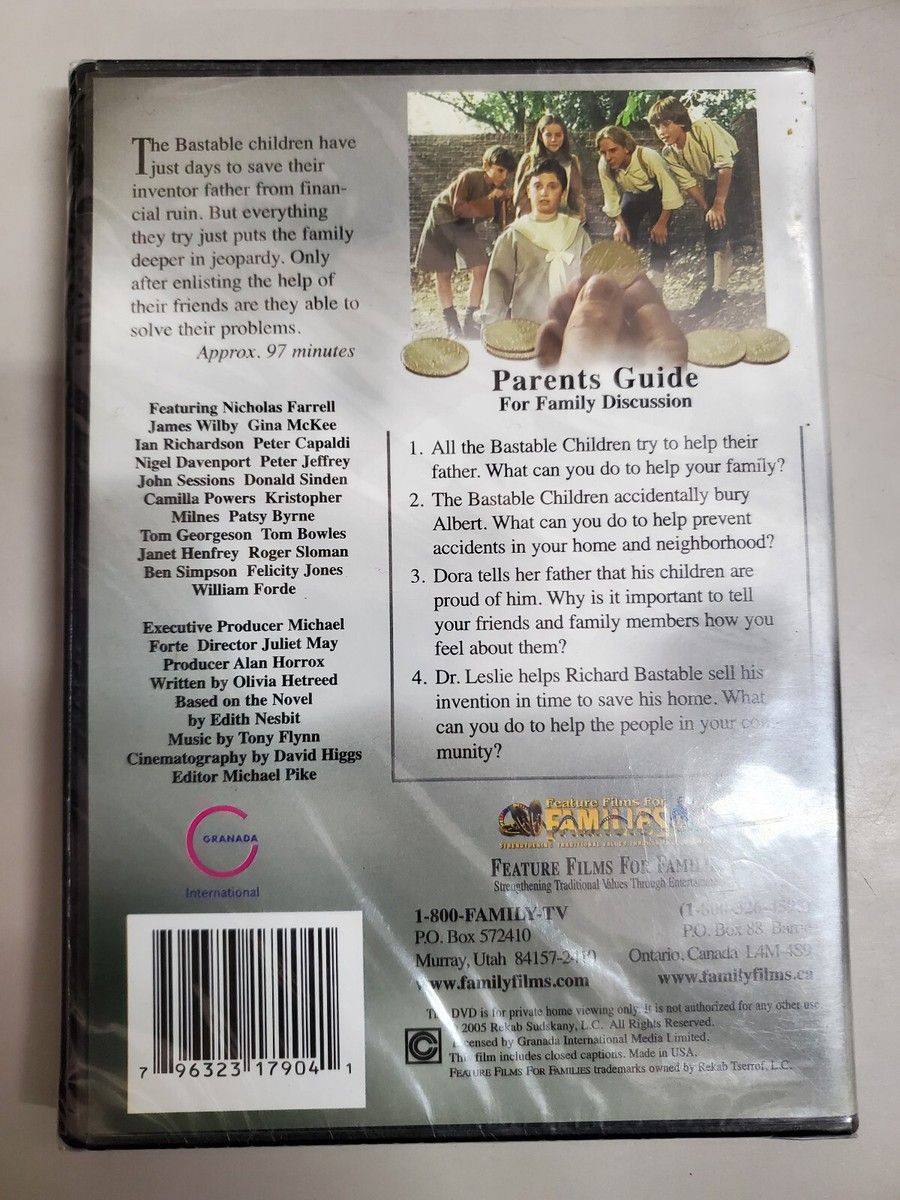 The Bastable children have
just days to save their
inventor father from finan-
cial ruin. But everything
they try just puts the family
deeper in jeopardy. Only
after enlisting the help of
their friends are they able to
solve their problems.
Approx. 97 minutes
Featuring Nicholas Farrell
James Wilby Gina McKee
Ian Richardson Peter Capaldi
Nigel Davenport Peter Jeffrey
John Sessions Donald Sinden
Camilla Powers Kristopher
Milnes Patsy Byrne
Tom Georgeson Tom Bowles
Janet Henfrey Roger Sloman
Ben Simpson Felicity Jones
William Forde
Executive Producer Michael
Forte Director Juliet May
Producer Alan Horrox
Written by Olivia Hetreed
Based on the Novel
by Edith Nesbit
Music by Tony Flynn
Cinematography by David Higgs
Editor Michael Pike
GRANADA
International
7 96323 17904 1
Parents Guide
For Family Discussion
1. All the Bastable Children try to help their
father. What can you do to help your family?
2. The Bastable Children accidentally bury
Albert. What can you do to help prevent
accidents in your home and neighborhood?
3. Dora tells her father that his children are
proud of him. Why is it important to tell
your friends and family members how you
feel about them?
4. Dr. Leslie helps Richard Bastable sell his
invention in time to save his home. What
can you do to help the people in your com-
munity?
Feature Films For
FAMILIES
STRENGTHENING TRADITIONAL VALUES THROUGH
FEATURE FILMS FOR FAMILIES
Strengthening Traditional Values Through Entertainment
1-800-FAMILY-TV
P.O. Box 572410
Murray, Utah 84157-2410
www.familyfilms.com
P.O. Box 88, Barrie
Ontario, Canada L4M-4S9
www.familyfilms.ca
This DVD is for private home viewing only. It is not authorized for any other use
2005 Rekab Sudskany, L.C. All Rights Reserved.
Licensed by Granada International Media Limited.
This film includes closed captions. Made in USA.
FEATURE FILMS FOR FAMILIES trademarks owned by Rekab Tserrof, L.C.